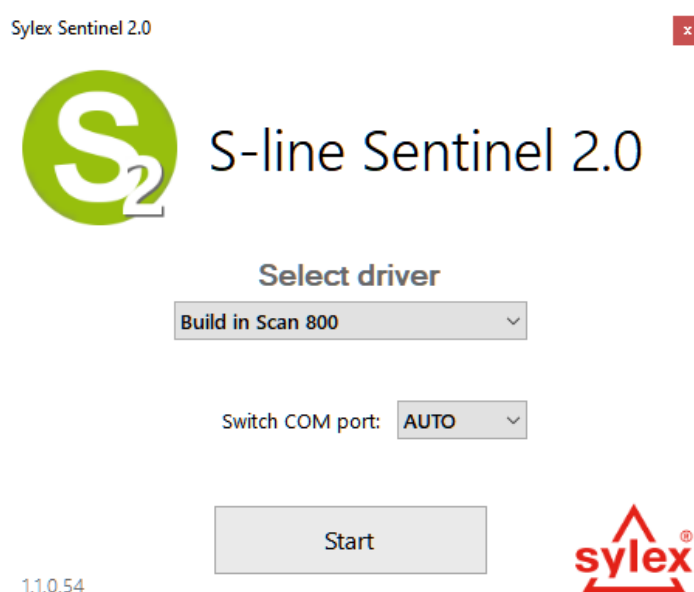 Sylex Sentinel 2.0
x
S2
S-line Sentinel 2.0
Select driver
Build in Scan 800
Switch COM port: AUTO
Start
sylex®
1.1.0.54